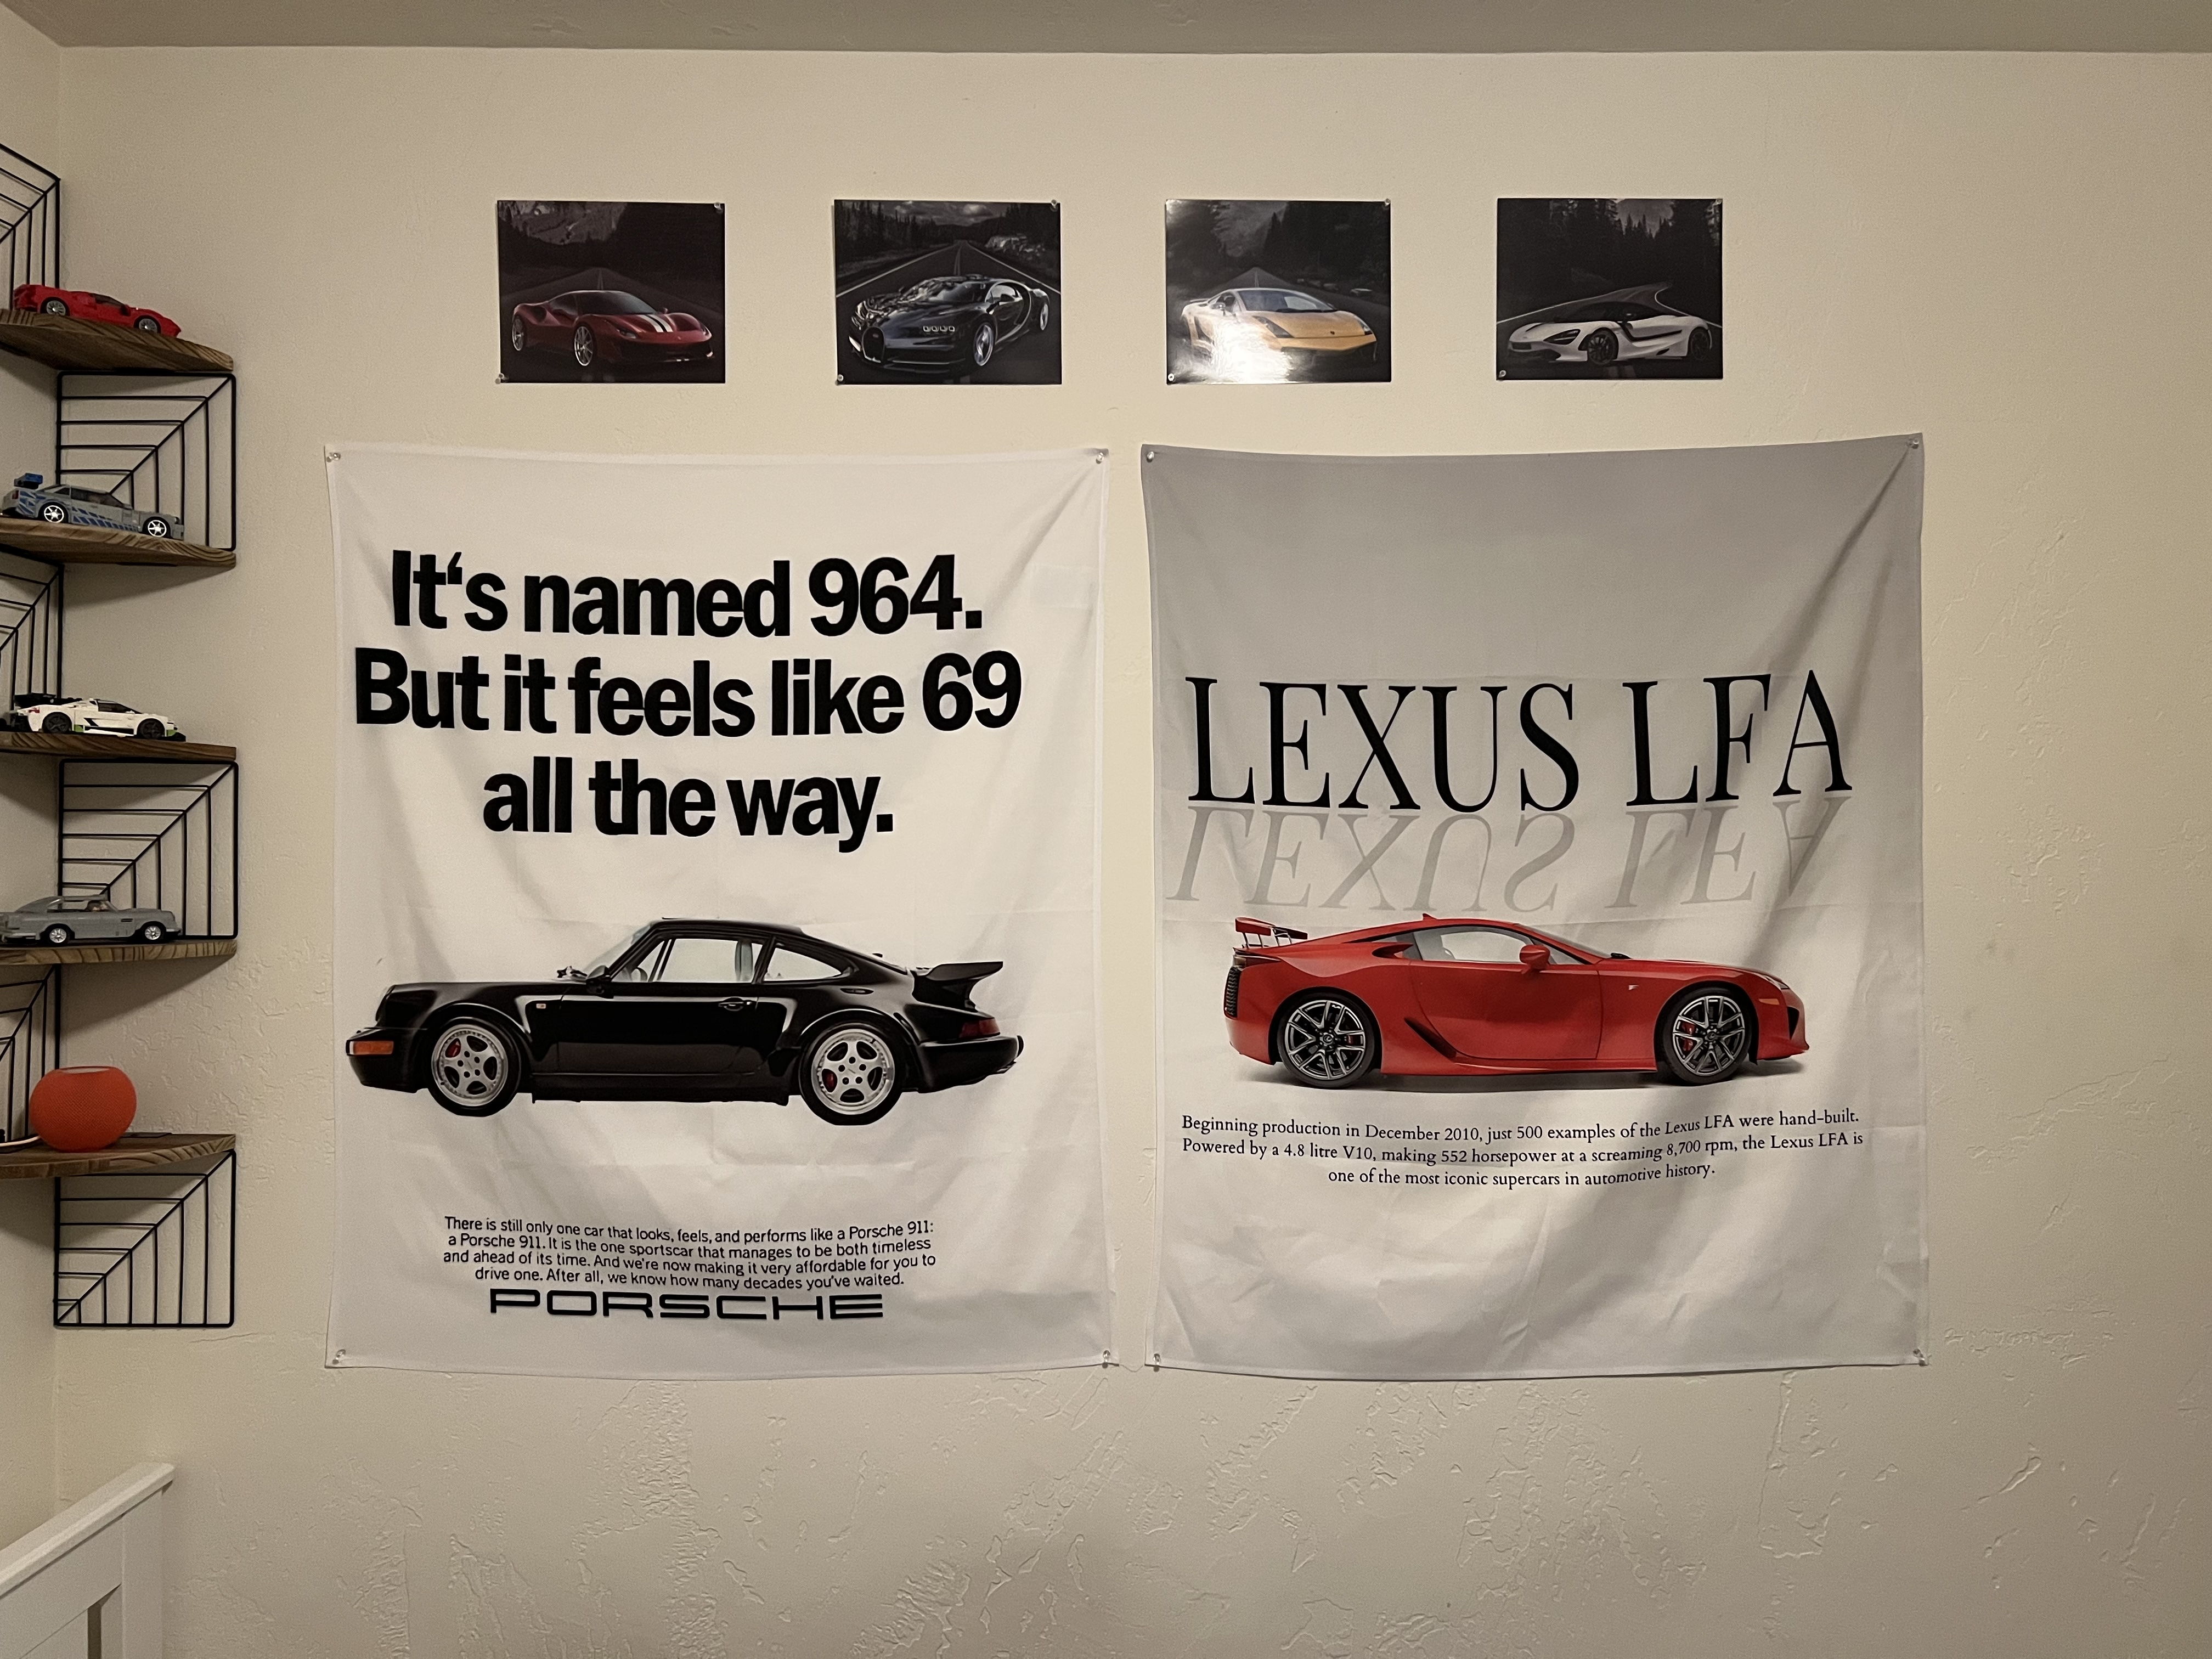 It‘s named 964.
But it feels like 69
all the way.
There is still only one car that looks, feels, and performs like a Porsche 911:
a Porsche 911. It is the one sportscar that manages to be both timeless
and ahead of its time. And we're now making it very affordable for you to
drive one. After all, we know how many decades you've waited.
PORSCHE
LEXUS LFA
LEXUS LFA
Beginning production in December 2010, just 500 examples of the Lexus LFA were hand-built.
Powered by a 4.8 litre V10, making 552 horsepower at a screaming 8,700 rpm, the Lexus LFA is
one of the most iconic supercars in automotive history.